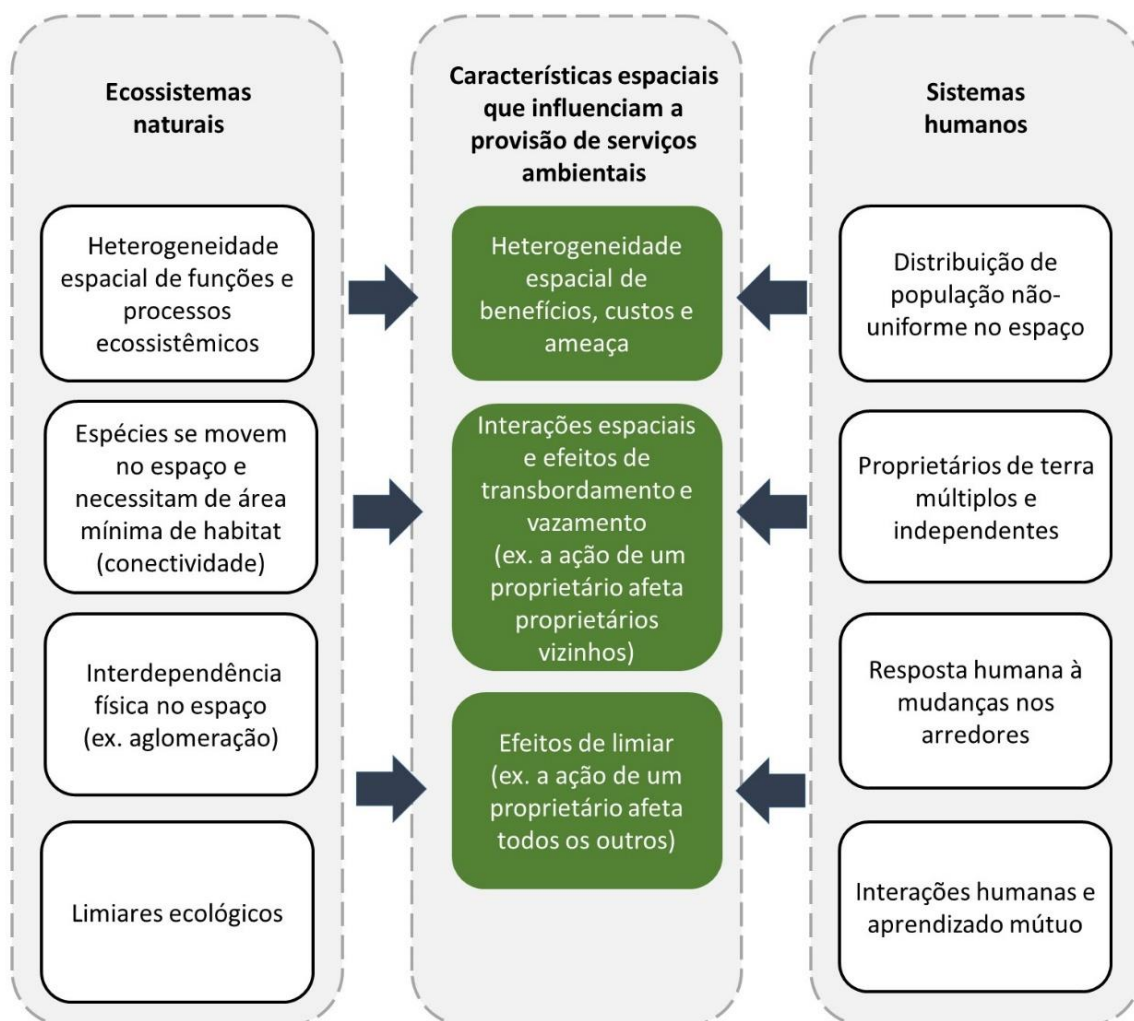 Ecossistemas
naturais
Heterogeneidade
espacial de funções e
processos
ecossistêmicos
Espécies se movem
no espaço e
necessitam de área
mínima de habitat
(conectividade)
Interdependência
física no espaço
(ex. aglomeração)
Limiares ecológicos
Características espaciais
que influenciam a
provisão de serviços
ambientais
Heterogeneidade
espacial de
benefícios, custos e
ameaça
Interações espaciais
e efeitos de
transbordamento e
vazamento
(ex. a ação de um
proprietário afeta
proprietários
vizinhos)
Efeitos de limiar
(ex. a ação de um
proprietário afeta
todos os outros)
Sistemas
humanos
Distribuição de
população não-
uniforme no espaço
Proprietários de terra
múltiplos e
independentes
Resposta humana à
mudanças nos
arredores
Interações humanas e
aprendizado mútuo